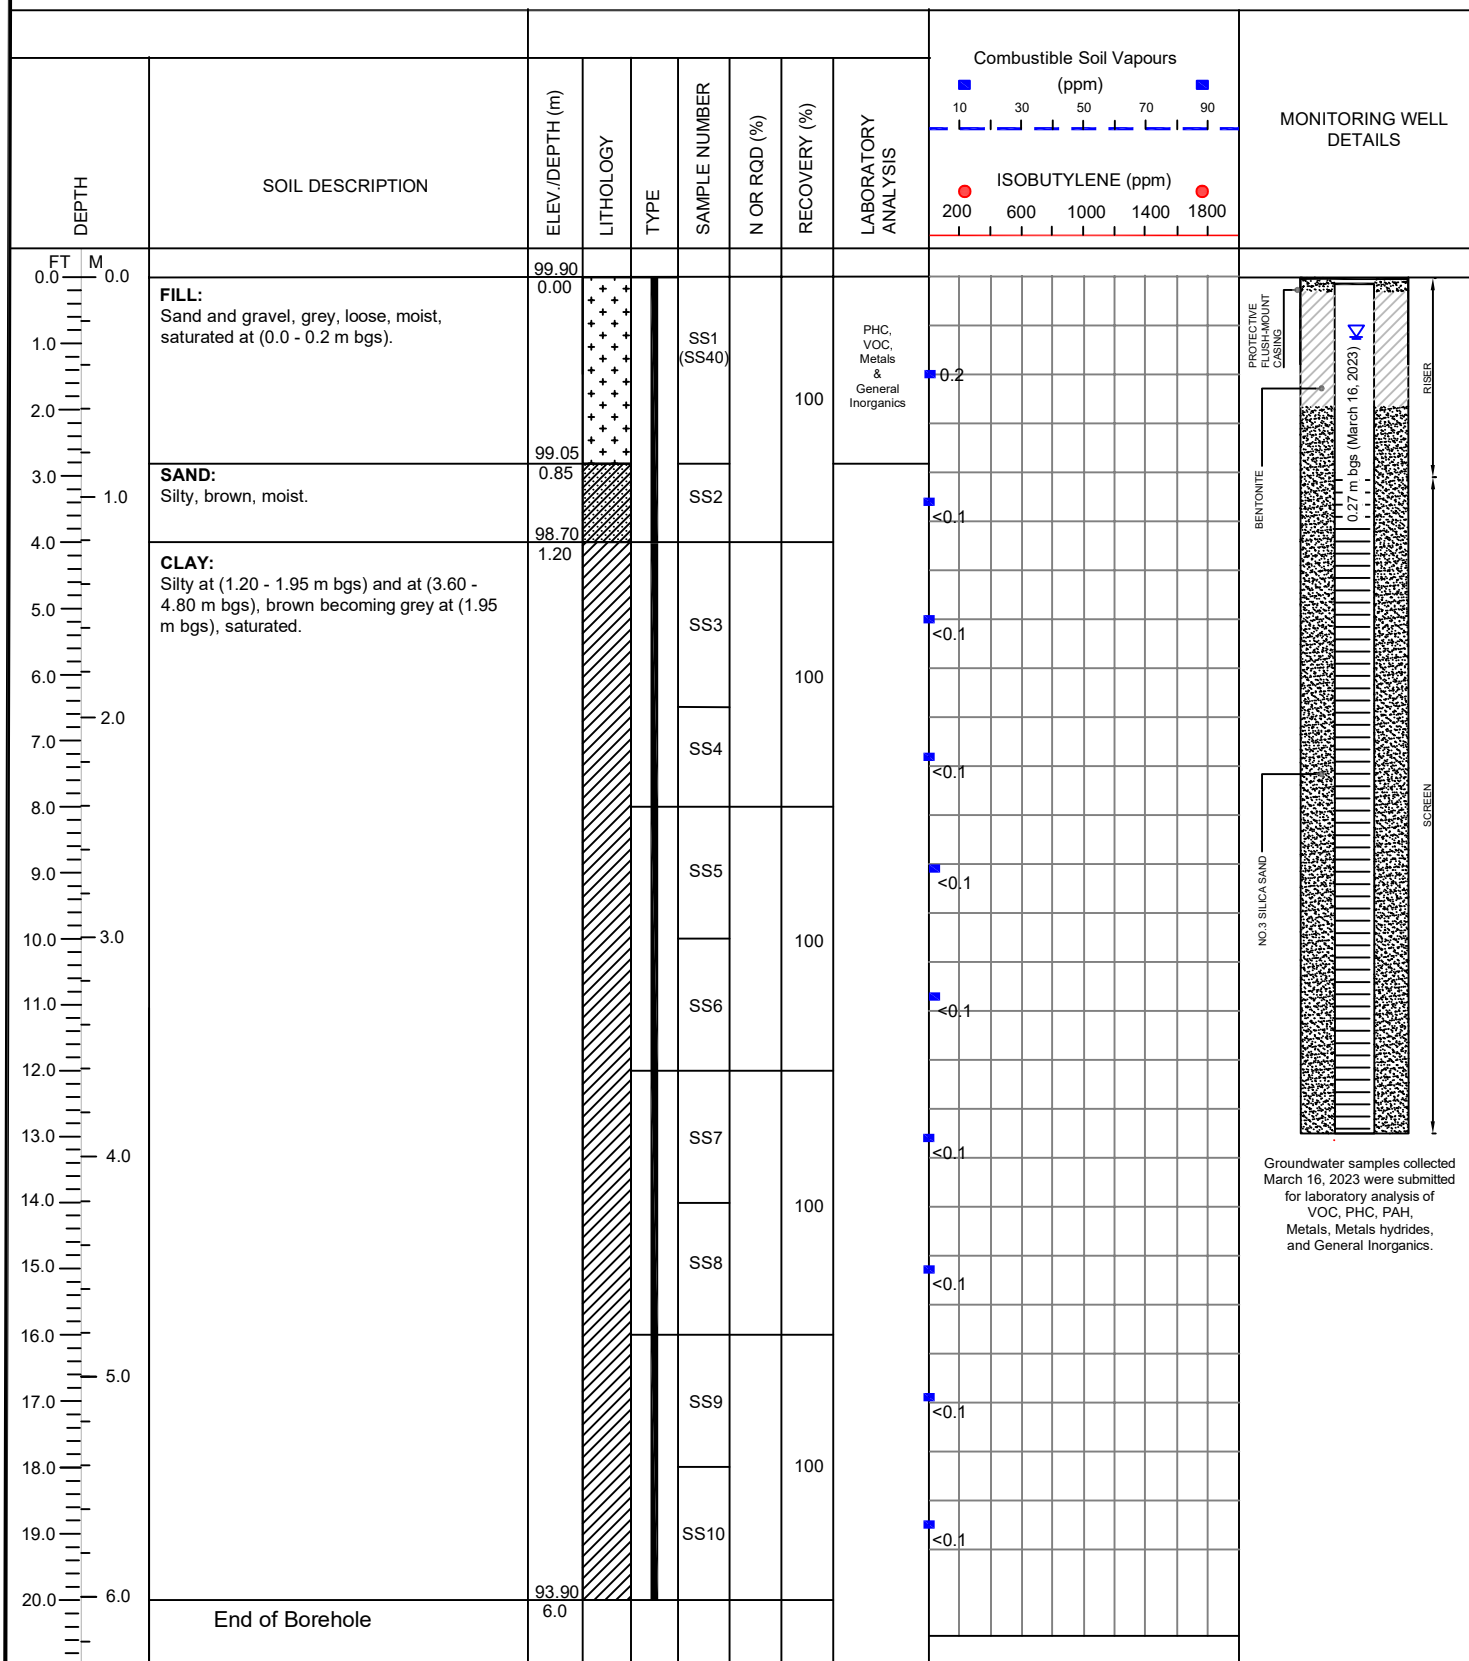 Combustible Soil Vapours
(ppm)
10 30 50 70 90
ISOBUTYLENE (ppm)
200 600 1000 1400 1800
MONITORING WELL
DETAILS
DEPTH
SOIL DESCRIPTION
ELEV./DEPTH (m)
LITHOLOGY
TYPE
SAMPLE NUMBER
N OR RQD (%)
RECOVERY (%)
LABORATORY
ANALYSIS
FT M
0.0 0.0
99.90
0.00
FILL:
Sand and gravel, grey, loose, moist,
saturated at (0.0 - 0.2 m bgs).
1.0
SS1
(SS40)
PHC,
VOC,
Metals
&
General
Inorganics
0.2
100
2.0
99.05
3.0
0.85
SAND:
Silty, brown, moist.
1.0
SS2
<0.1
98.70
4.0
1.20
CLAY:
Silty at (1.20 - 1.95 m bgs) and at (3.60 -
4.80 m bgs), brown becoming grey at (1.95
m bgs), saturated.
5.0
SS3
<0.1
6.0
100
2.0
7.0
SS4
<0.1
8.0
9.0
SS5
<0.1
10.0
3.0
100
11.0
SS6
<0.1
12.0
13.0
SS7
<0.1
4.0
14.0
100
15.0
SS8
<0.1
16.0
5.0
17.0
SS9
<0.1
18.0
100
19.0
SS10
<0.1
20.0
6.0
93.90
6.0
End of Borehole
PROTECTIVE
FLUSH-MOUNT
CASING
BENTONITE
NO.3 SILICA SAND
0.27 m bgs (March 16, 2023)
RISER
SCREEN
Groundwater samples collected
March 16, 2023 were submitted
for laboratory analysis of
VOC, PHC, PAH,
Metals, Metals hydrides,
and General Inorganics.